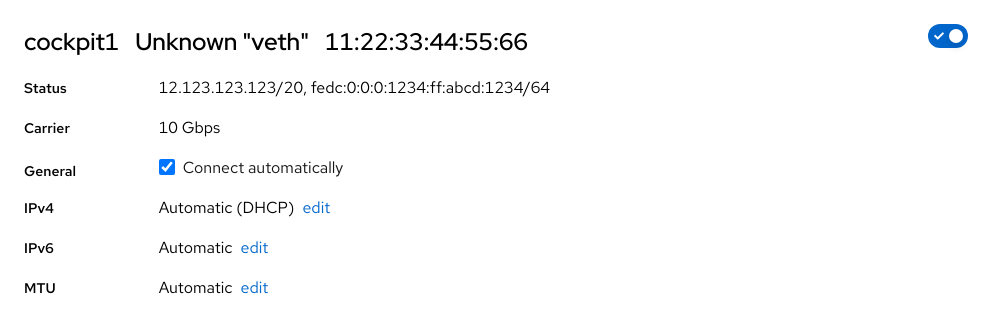 cockpit1 Unknown "veth" 11:22:33:44:55:66
Status 12.123.123.123/20, fedc:0:0:0:1234:ff:abcd:1234/64
Carrier 10 Gbps
General Connect automatically
IPv4 Automatic (DHCP) edit
IPv6 Automatic edit
MTU Automatic edit